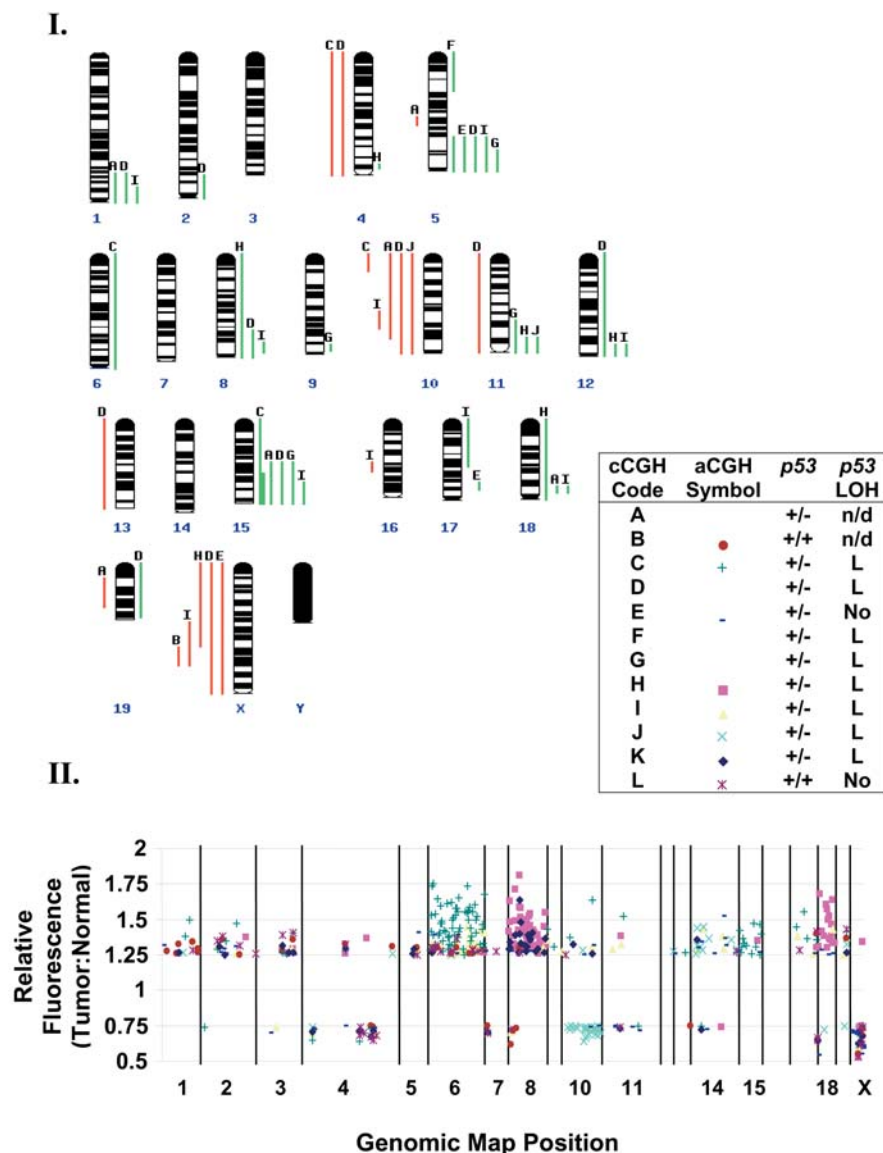 I.
C D
F
A
E D I
G
A D
I
D
H
1 2 3 4 5
C
H
D
I
G
C
A D J
I
D
G
H J
D
H I
6 7 8 9 10 11 12
D
C
A D G
I
I
I
E
H
A I
13 14 15 16 17 18
A
D
H D E
I
B
19 X Y
cCGH Code aCGH Symbol p53 p53 LOH
A +/- n/d
B +/+ n/d
C +/- L
D +/- L
E +/- No
F +/- L
G +/- L
H +/- L
I +/- L
J +/- L
K +/- L
L +/+ No
II.
Relative Fluorescence
(Tumor:Normal)
2
1.75
1.5
1.25
1
0.75
0.5
1 2 3 4 5 6 7 8 10 11 14 15 18 X
Genomic Map Position